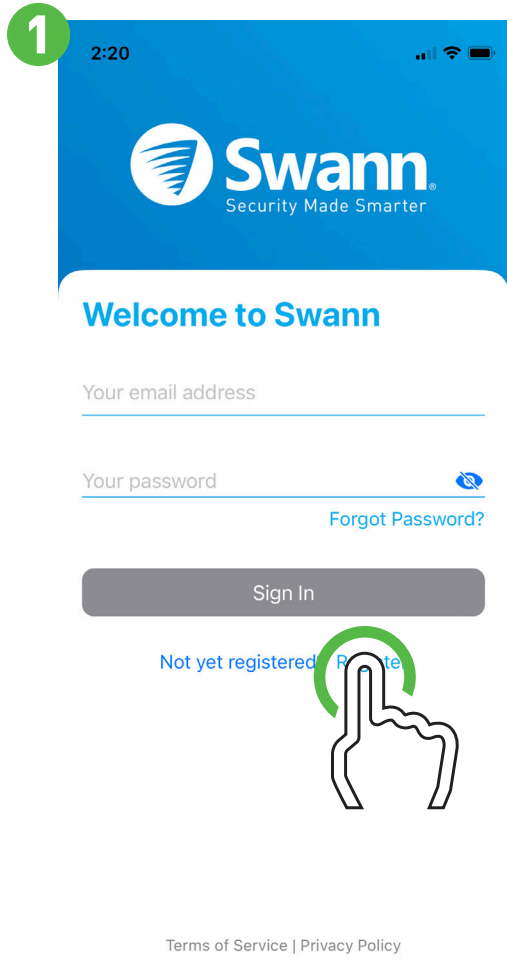 1
2:20
Swann®
Security Made Smarter
Welcome to Swann
Your email address
Your password
Forgot Password?
Sign In
Not yet registered?
Terms of Service | Privacy Policy